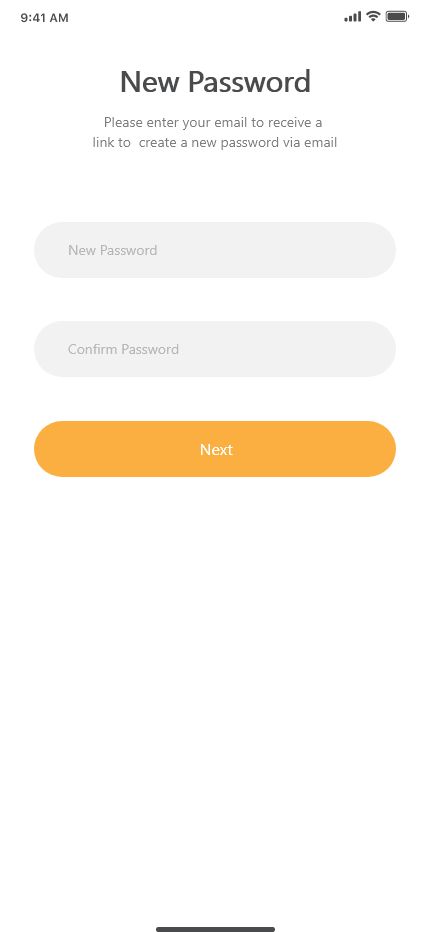 9:41 AM
New Password
Please enter your email to receive a
link to  create a new password via email
New Password
Confirm Password
Next